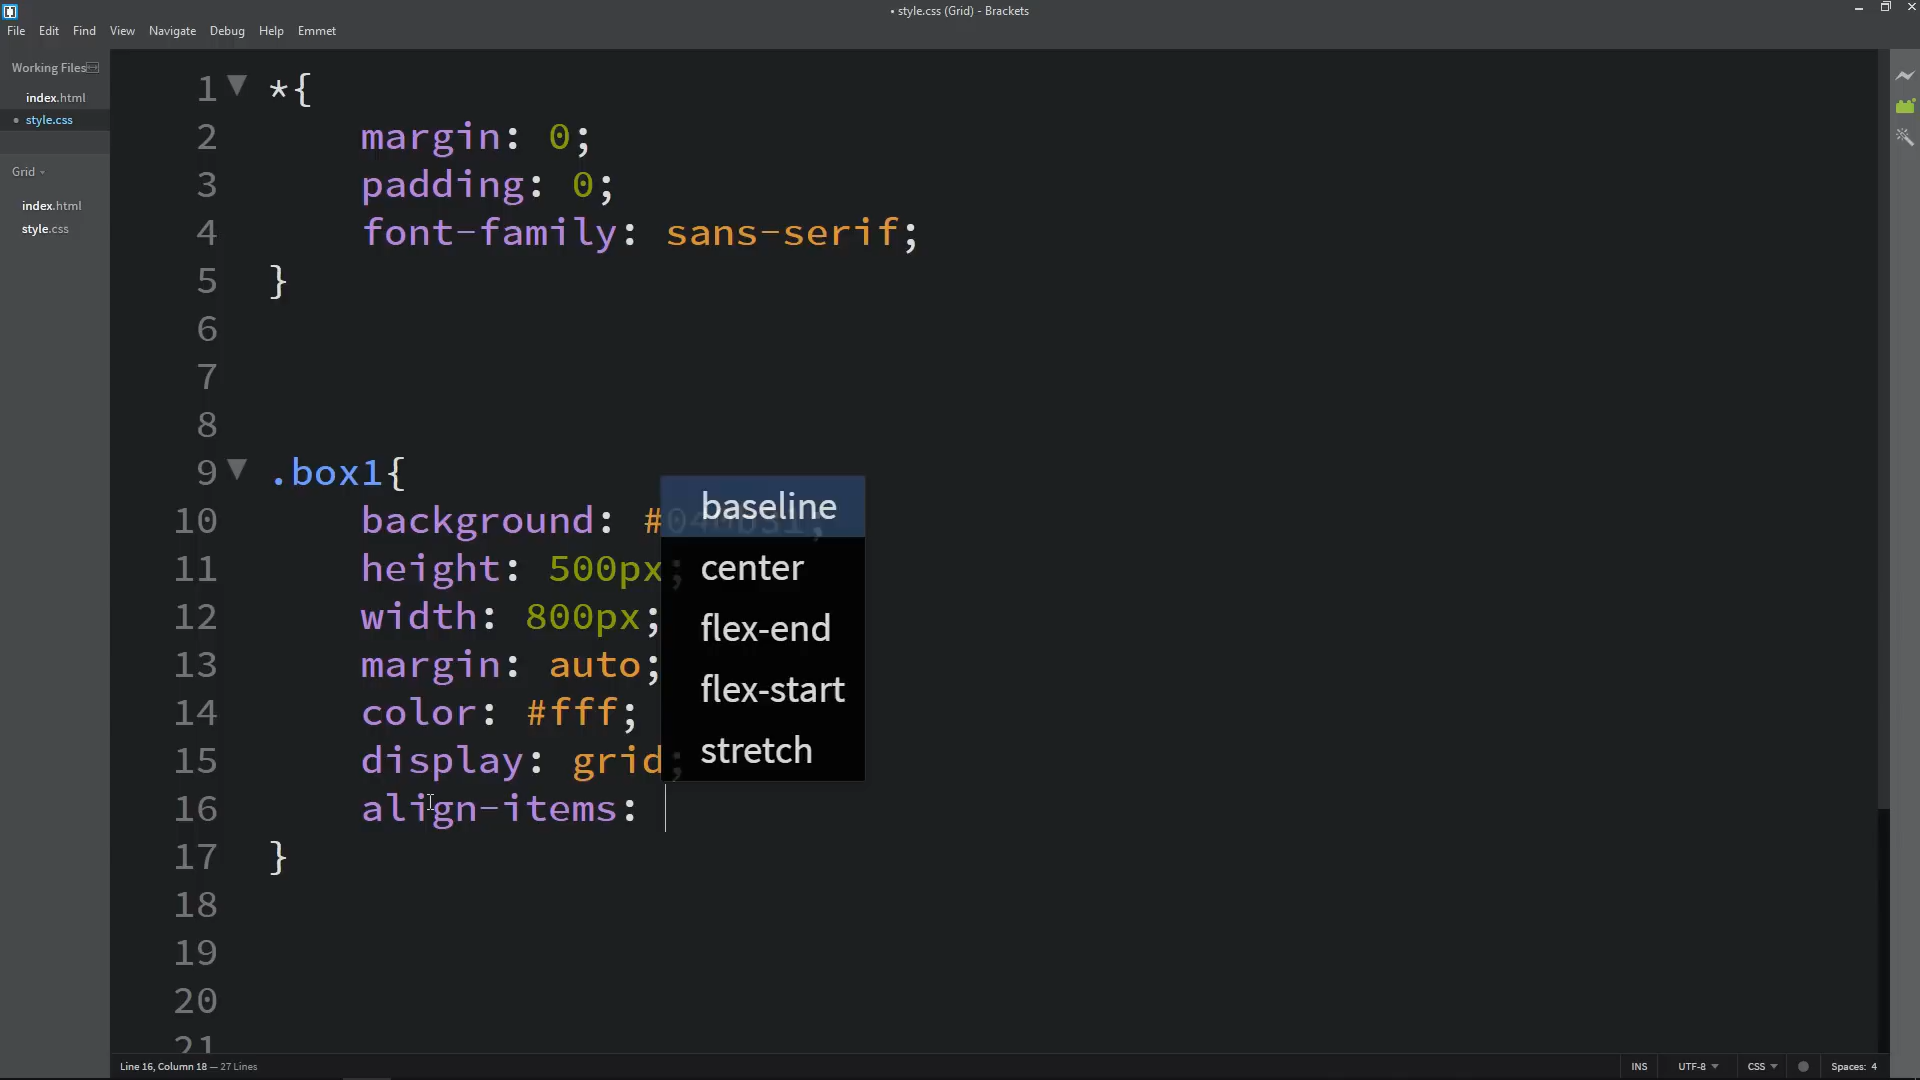 • style.css (Grid) - Brackets
File Edit Find View Navigate Debug Help Emmet
Working Files
index.html
• style.css
Grid
index.html
style.css
1 *{
2 margin: 0;
3 padding: 0;
4 font-family: sans-serif;
5 }
6
7
8
9 .box1{
10 background: #040b31;
11 height: 500px;
12 width: 800px;
13 margin: auto;
14 color: #fff;
15 display: grid;
16 align-items:
17 }
18
19
20
21
baseline
center
flex-end
flex-start
stretch
Line 16, Column 18 — 27 Lines
INS UTF-8 CSS Spaces: 4